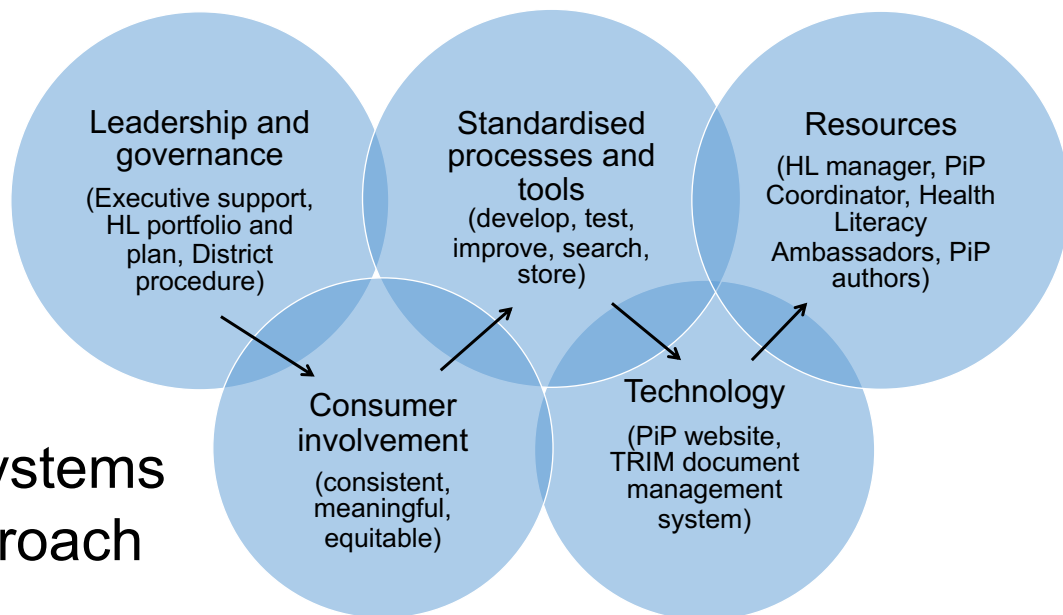 Leadership and
governance
(Executive support,
HL portfolio and
plan, District
procedure)
Consumer
involvement
(consistent,
meaningful,
equitable)
Standardised
processes and
tools
(develop, test,
improve, search,
store)
Technology
(PiP website,
TRIM document
management
system)
Resources
(HL manager, PiP
Coordinator, Health
Literacy
Ambassadors, PiP
authors)
ystems
roach